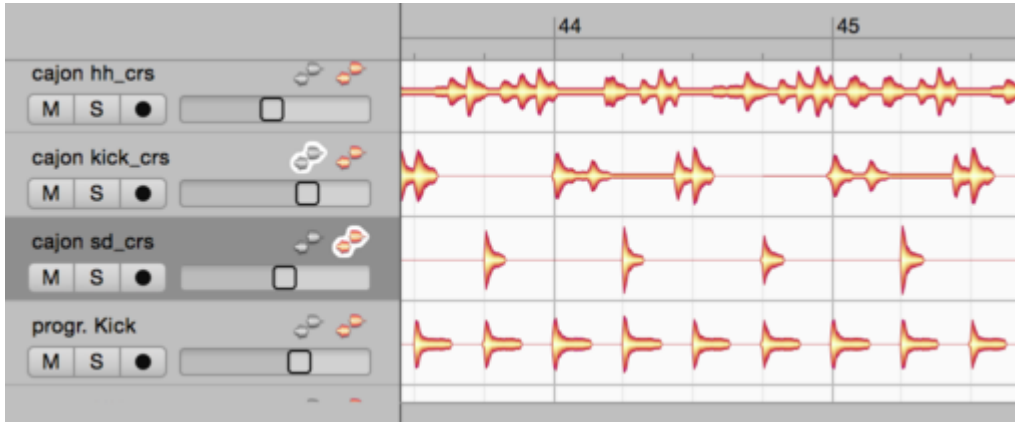 44 45
cajon hh_crs
M S
cajon kick_crs
M S
cajon sd_crs
M S
progr. Kick
M S